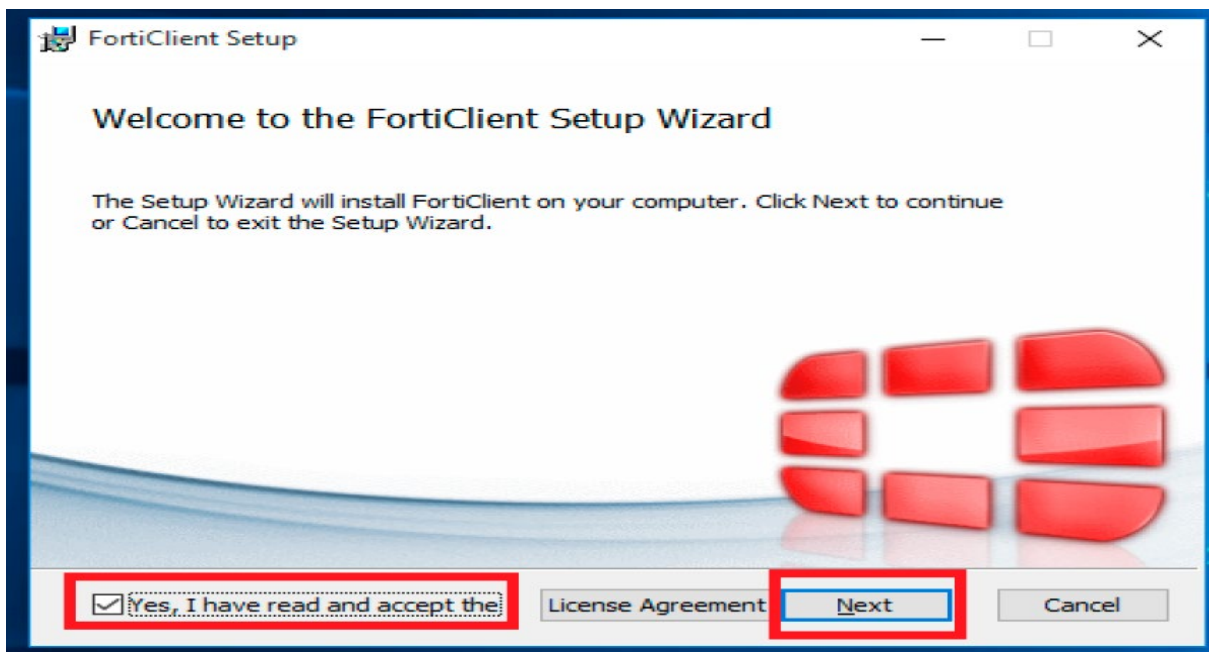 FortiClient Setup
Welcome to the FortiClient Setup Wizard
The Setup Wizard will install FortiClient on your computer. Click Next to continue
or Cancel to exit the Setup Wizard.
Yes, I have read and accept the License Agreement Next Cancel